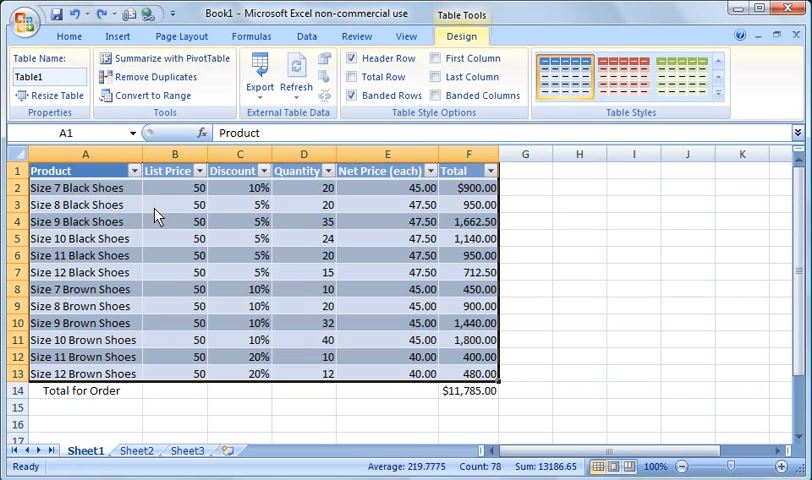 Book1 - Microsoft Excel non-commercial use
Table Tools
Home Insert Page Layout Formulas Data Review View Design
Table Name:
Table1
Resize Table
Properties
Summarize with PivotTable
Remove Duplicates
Convert to Range
Tools
Export Refresh
External Table Data
Header Row First Column
Total Row Last Column
Banded Rows Banded Columns
Table Style Options
Table Styles
A1 fx Product
A B C D E F G H I J K
1 Product List Price Discount Quantity Net Price (each) Total
2 Size 7 Black Shoes 50 10% 20 45.00 $900.00
3 Size 8 Black Shoes 50 5% 20 47.50 950.00
4 Size 9 Black Shoes 50 5% 35 47.50 1,662.50
5 Size 10 Black Shoes 50 5% 24 47.50 1,140.00
6 Size 11 Black Shoes 50 5% 20 47.50 950.00
7 Size 12 Black Shoes 50 5% 15 47.50 712.50
8 Size 7 Brown Shoes 50 10% 10 45.00 450.00
9 Size 8 Brown Shoes 50 10% 20 45.00 900.00
10 Size 9 Brown Shoes 50 10% 32 45.00 1,440.00
11 Size 10 Brown Shoes 50 10% 40 45.00 1,800.00
12 Size 11 Brown Shoes 50 20% 10 40.00 400.00
13 Size 12 Brown Shoes 50 20% 12 40.00 480.00
14 Total for Order $11,785.00
15
16
17
Sheet1 Sheet2 Sheet3
Ready Average: 219.7775 Count: 78 Sum: 13186.65 100%